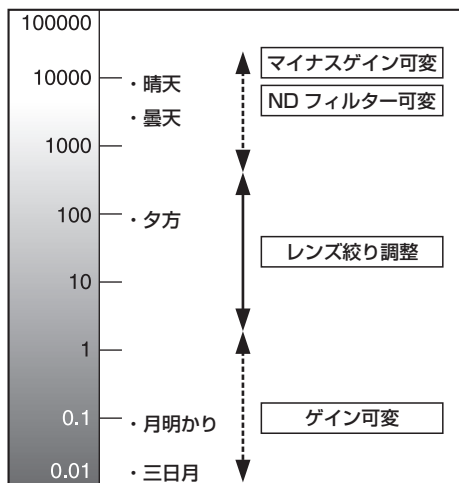 100000
マイナスゲイン可変
10000
・晴天
ND フィルター可変
・曇天
1000
100
・夕方
レンズ絞り調整
10
1
0.1
・月明かり
ゲイン可変
0.01
・三日月